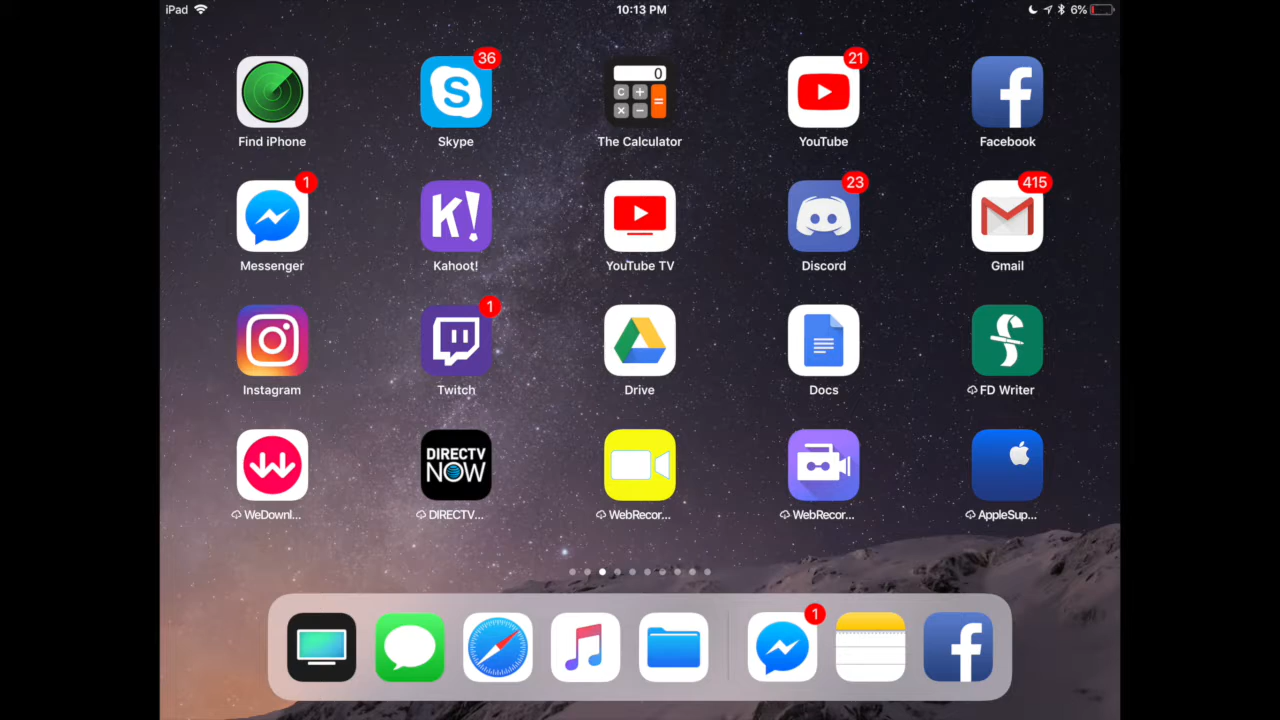 iPad 10:13 PM 6%
36 21
0
C + = × −
Find iPhone Skype The Calculator YouTube Facebook
1 23 415
K!
Messenger Kahoot! YouTube TV Discord Gmail
1
Instagram Twitch Drive Docs FD Writer
DIRECTV
NOW
WeDownl... DIRECTV... WebRecor... WebRecor... AppleSup...
1